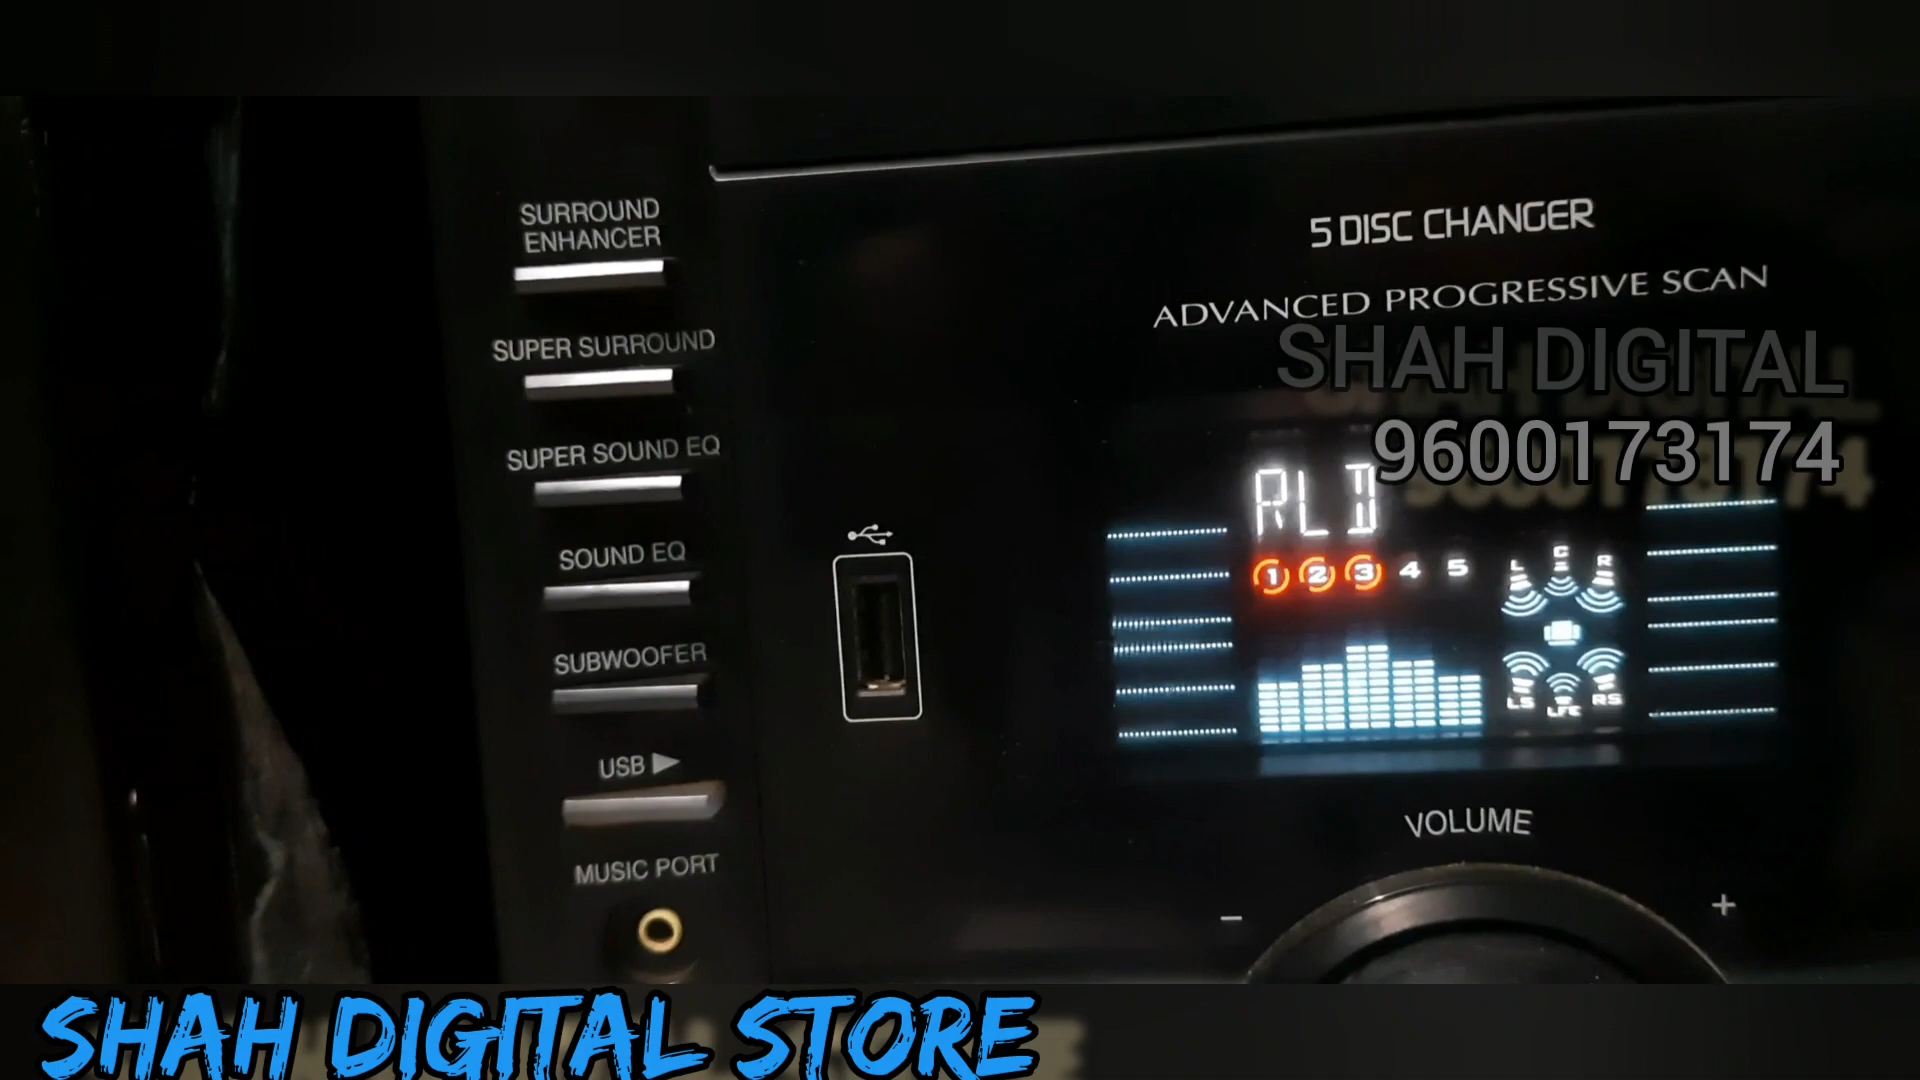 SURROUND
ENHANCER
SUPER SURROUND
SUPER SOUND EQ
SOUND EQ
SUBWOOFER
USB ▶
MUSIC PORT
5 DISC CHANGER
ADVANCED PROGRESSIVE SCAN
SHAH DIGITAL
9600173174
RLD
1 2 3 4 5
L C R
LS LFE RS
VOLUME
− +
SHAH DIGITAL STORE